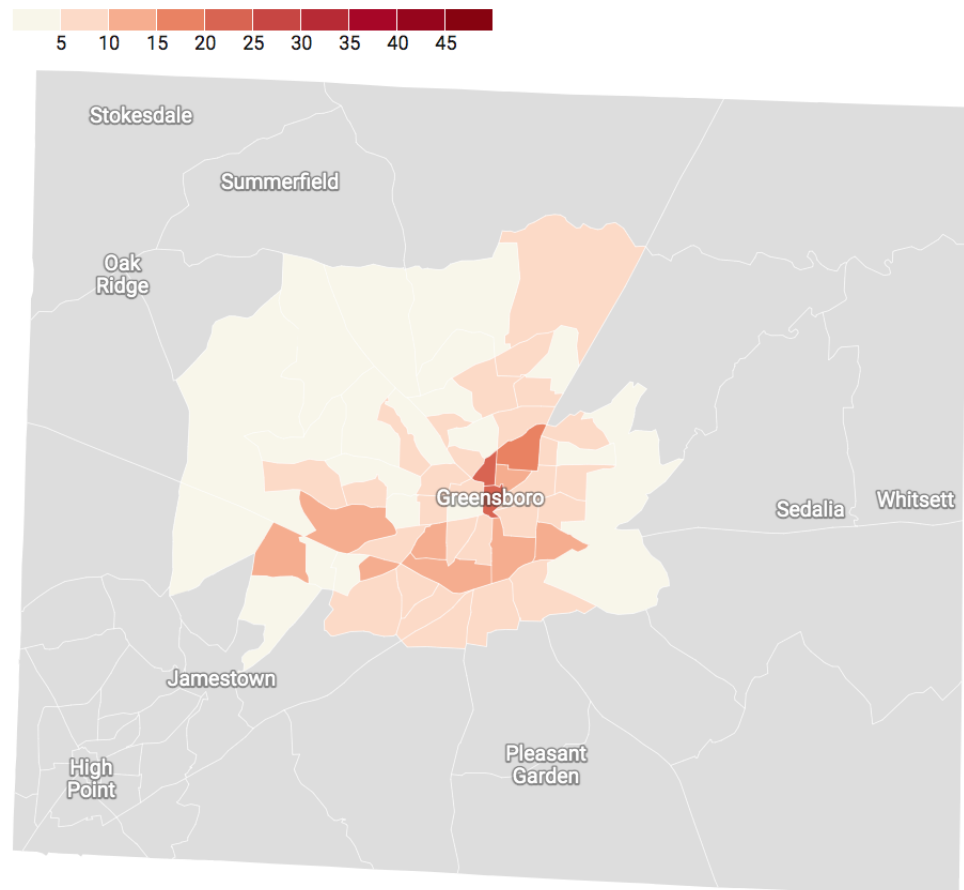 5 10 15 20 25 30 35 40 45
Stokesdale
Summerfield
Oak
Ridge
Greensboro
Whitsett
Sedalia
Jamestown
Pleasant
Garden
High
Point